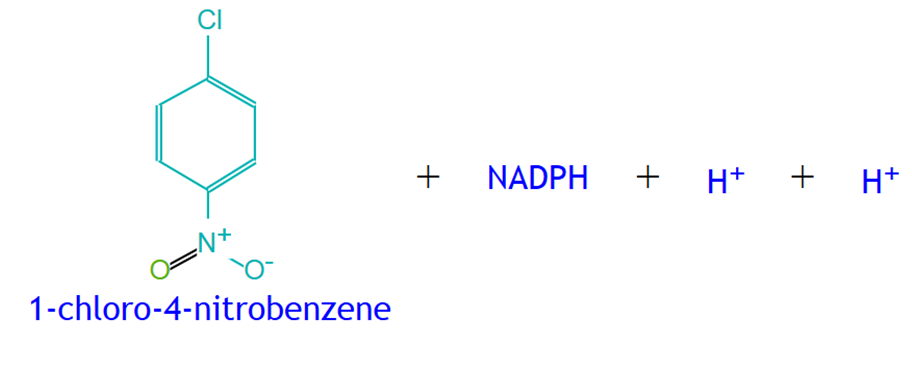 Cl
+ NADPH + H⁺ + H⁺
N⁺
O O⁻
1-chloro-4-nitrobenzene